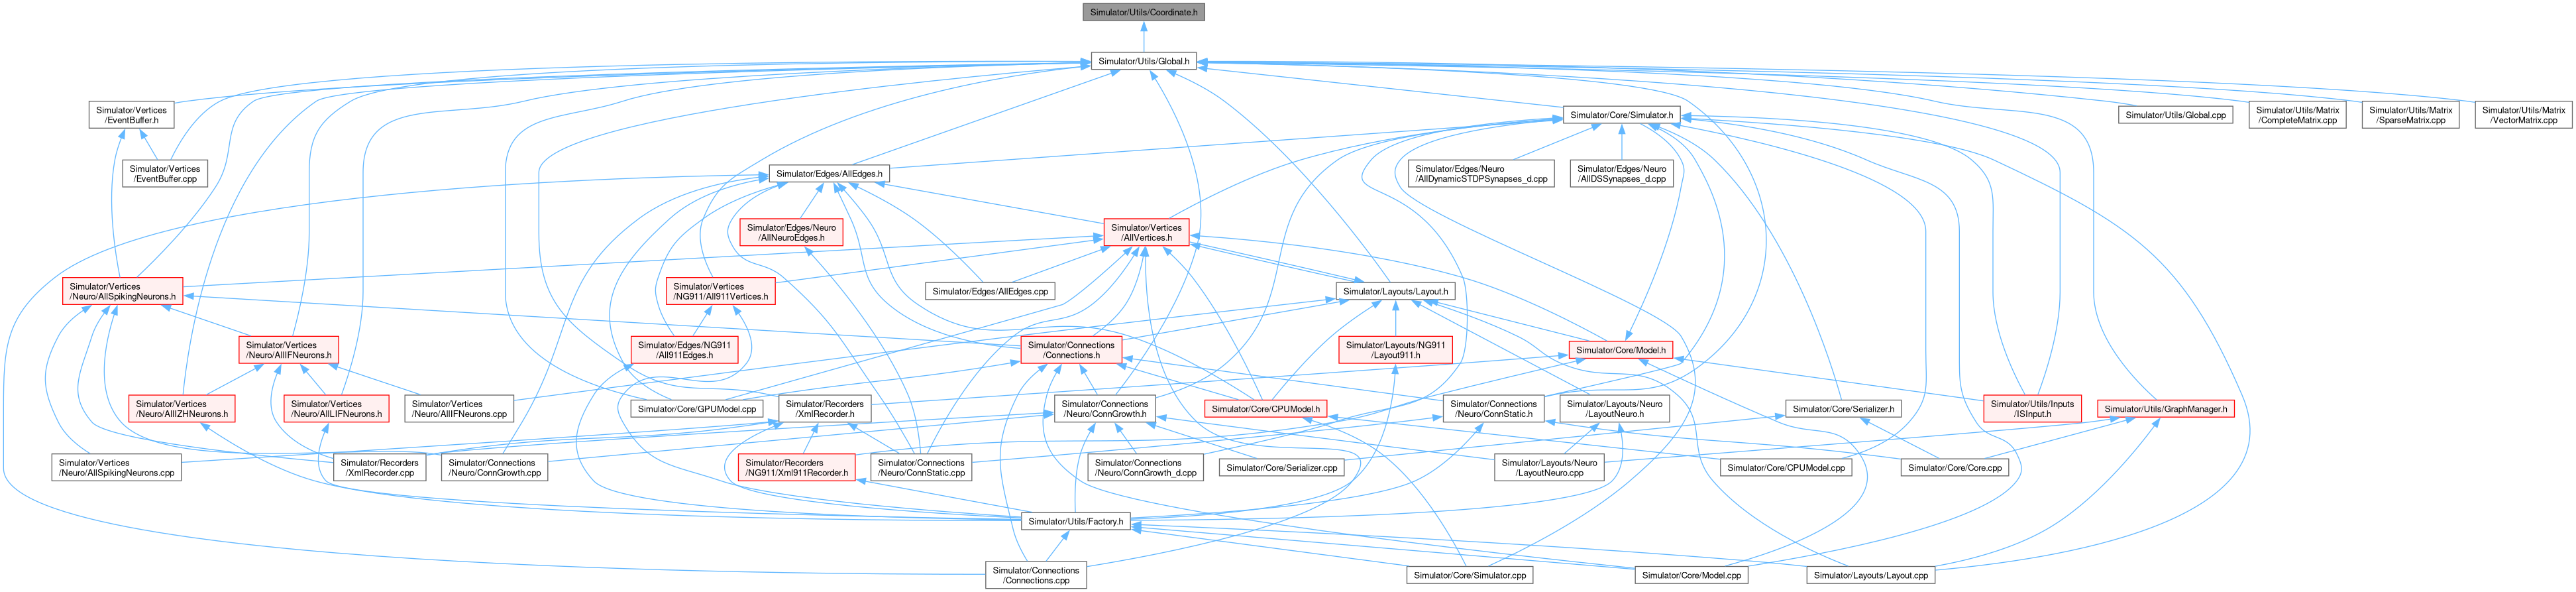 Simulator/Utils/Coordinate.h
Simulator/Utils/Global.h
Simulator/Vertices
/EventBuffer.h
Simulator/Core/Simulator.h
Simulator/Utils/Global.cpp
Simulator/Utils/Matrix
/CompleteMatrix.cpp
Simulator/Utils/Matrix
/SparseMatrix.cpp
Simulator/Utils/Matrix
/VectorMatrix.cpp
Simulator/Vertices
/EventBuffer.cpp
Simulator/Edges/AllEdges.h
Simulator/Edges/Neuro
/AllDynamicSTDPSynapses_d.cpp
Simulator/Edges/Neuro
/AllDSSynapses_d.cpp
Simulator/Edges/Neuro
/AllNeuroEdges.h
Simulator/Vertices
/AllVertices.h
Simulator/Vertices
/Neuro/AllSpikingNeurons.h
Simulator/Vertices
/NG911/All911Vertices.h
Simulator/Edges/AllEdges.cpp
Simulator/Layouts/Layout.h
Simulator/Vertices
/Neuro/AllIFNeurons.h
Simulator/Edges/NG911
/All911Edges.h
Simulator/Connections
/Connections.h
Simulator/Layouts/NG911
/Layout911.h
Simulator/Core/Model.h
Simulator/Vertices
/Neuro/AllIZHNeurons.h
Simulator/Vertices
/Neuro/AllLIFNeurons.h
Simulator/Vertices
/Neuro/AllIFNeurons.cpp
Simulator/Core/GPUModel.cpp
Simulator/Recorders
/XmlRecorder.h
Simulator/Connections
/Neuro/ConnGrowth.h
Simulator/Core/CPUModel.h
Simulator/Connections
/Neuro/ConnStatic.h
Simulator/Layouts/Neuro
/LayoutNeuro.h
Simulator/Core/Serializer.h
Simulator/Utils/Inputs
/ISInput.h
Simulator/Utils/GraphManager.h
Simulator/Vertices
/Neuro/AllSpikingNeurons.cpp
Simulator/Recorders
/XmlRecorder.cpp
Simulator/Connections
/Neuro/ConnGrowth.cpp
Simulator/Recorders
/NG911/Xml911Recorder.h
Simulator/Connections
/Neuro/ConnStatic.cpp
Simulator/Connections
/Neuro/ConnGrowth_d.cpp
Simulator/Core/Serializer.cpp
Simulator/Layouts/Neuro
/LayoutNeuro.cpp
Simulator/Core/CPUModel.cpp
Simulator/Core/Core.cpp
Simulator/Utils/Factory.h
Simulator/Connections
/Connections.cpp
Simulator/Core/Simulator.cpp
Simulator/Core/Model.cpp
Simulator/Layouts/Layout.cpp